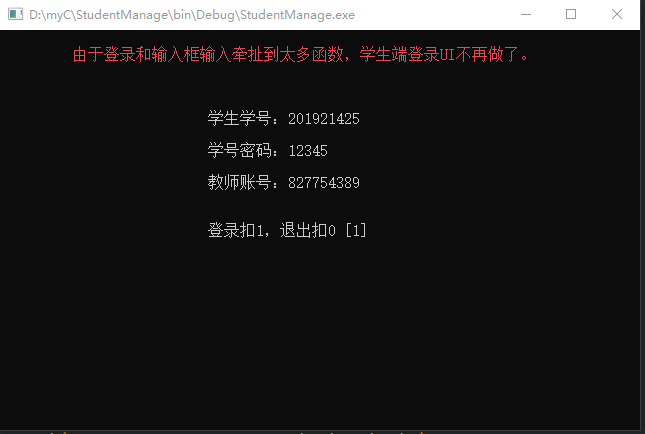 D:\myC\StudentManage\bin\Debug\StudentManage.exe
由于登录和输入框输入牵扯到太多函数，学生端登录UI不再做了。
学生学号：201921425
学号密码：12345
教师账号：827754389
登录扣1，退出扣0 [1]